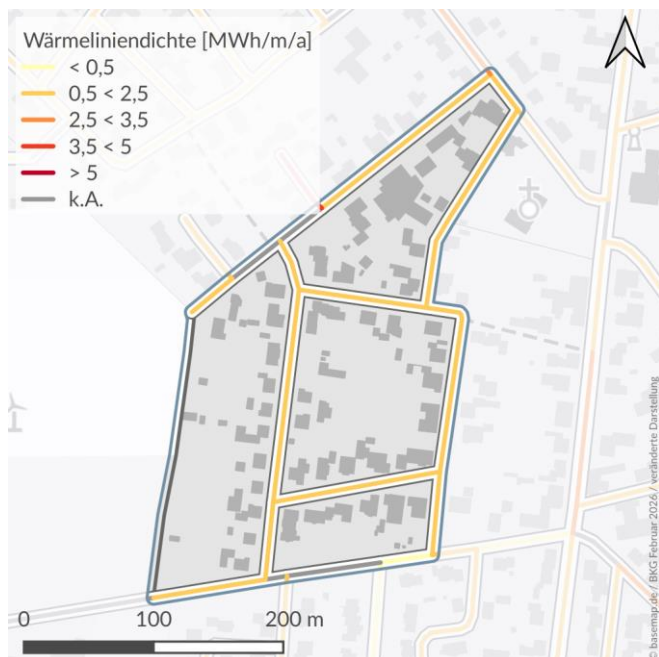 Wärmeliniendichte [MWh/m/a]
< 0,5
0,5 < 2,5
2,5 < 3,5
3,5 < 5
> 5
k.A.
0 100 200 m
© basemap.de / BKG Februar 2026 / veränderte Darstellung